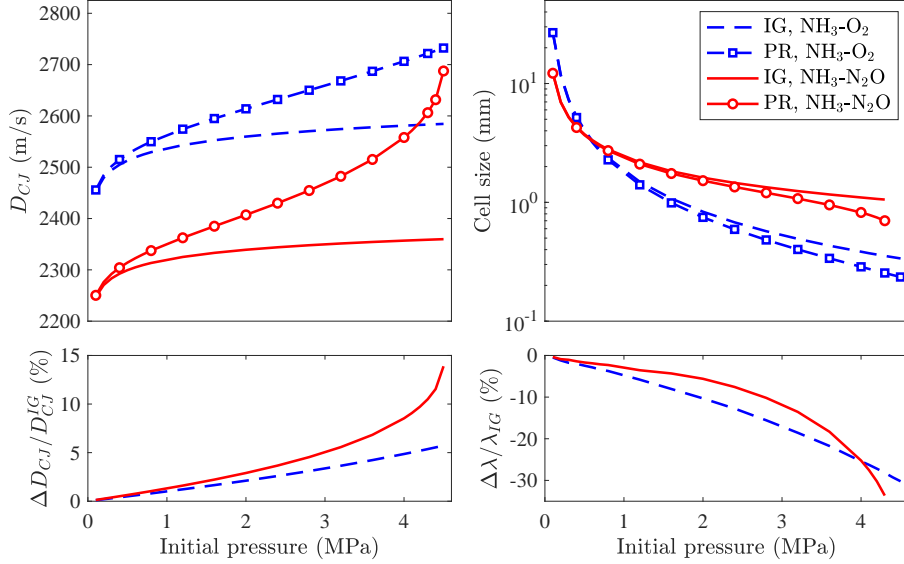 2800
2700
2600
2500
2400
2300
2200
D_CJ (m/s)
10^1
10^0
10^-1
Cell size (mm)
IG, NH3-O2
PR, NH3-O2
IG, NH3-N2O
PR, NH3-N2O
15
10
5
0
ΔD_CJ/D_CJ^IG (%)
0 1 2 3 4
Initial pressure (MPa)
0
-10
-20
-30
Δλ/λ_IG (%)
0 1 2 3 4
Initial pressure (MPa)